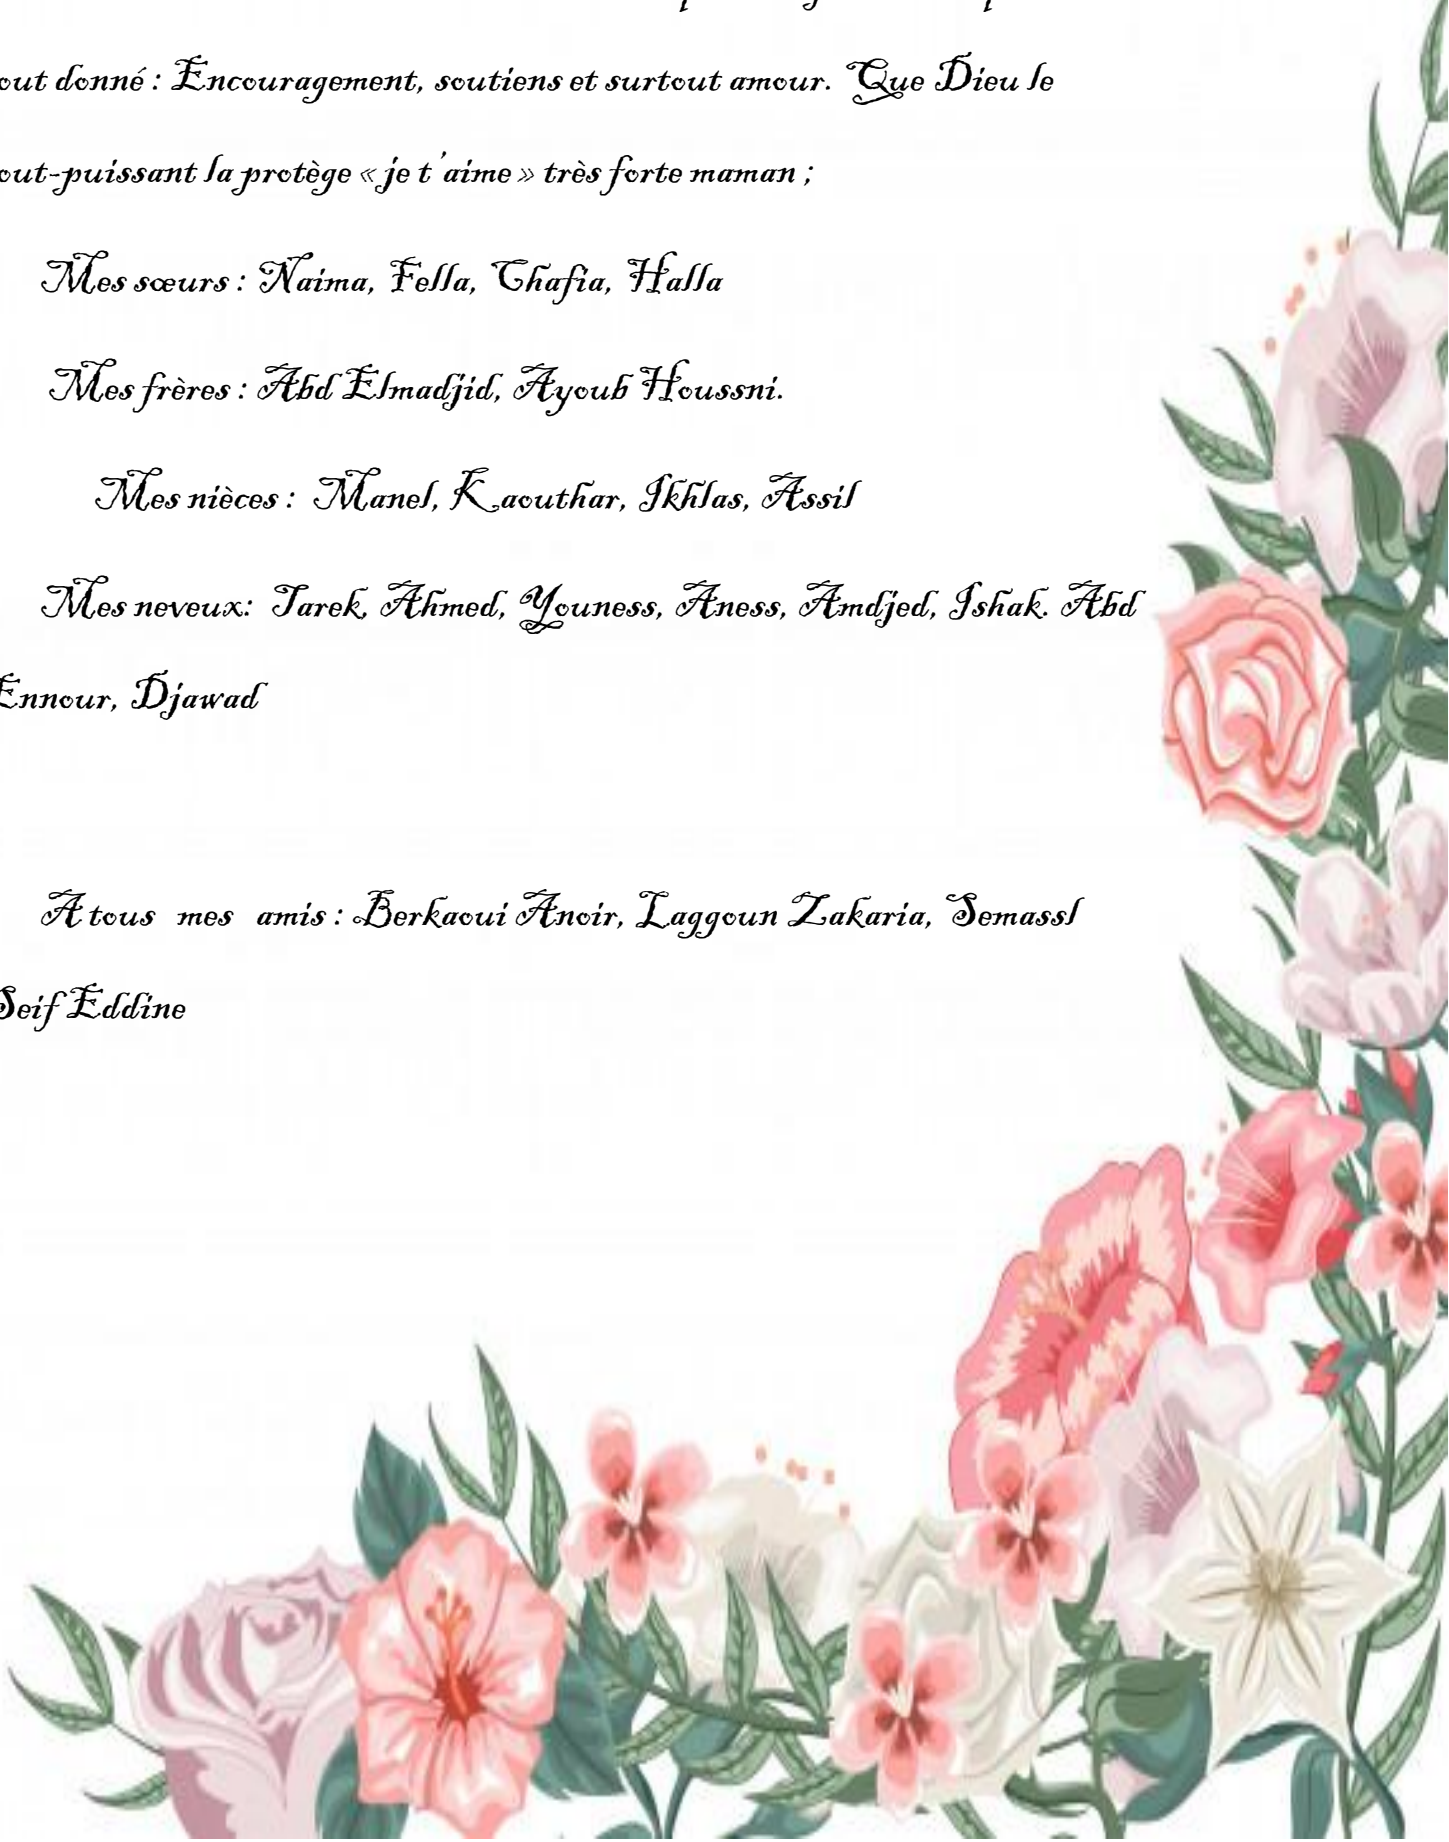 out donné : Encouragement, soutiens et surtout amour. Que Dieu le
out-puissant la protège « je t'aime » très forte maman ;
Mes sœurs : Naima, Fella, Chafia, Halla
Mes frères : Abd Elmadjid, Ayoub Houssni.
Mes nièces : Manel, Kaouthar, Ikhlas, Assil
Mes neveux: Tarek, Ahmed, Youness, Aness, Amdjed, Ishak. Abd
Ennour, Djawad
A tous mes amis : Berkaoui Anoir, Laggoun Zakaria, Semassl
Seif Eddine